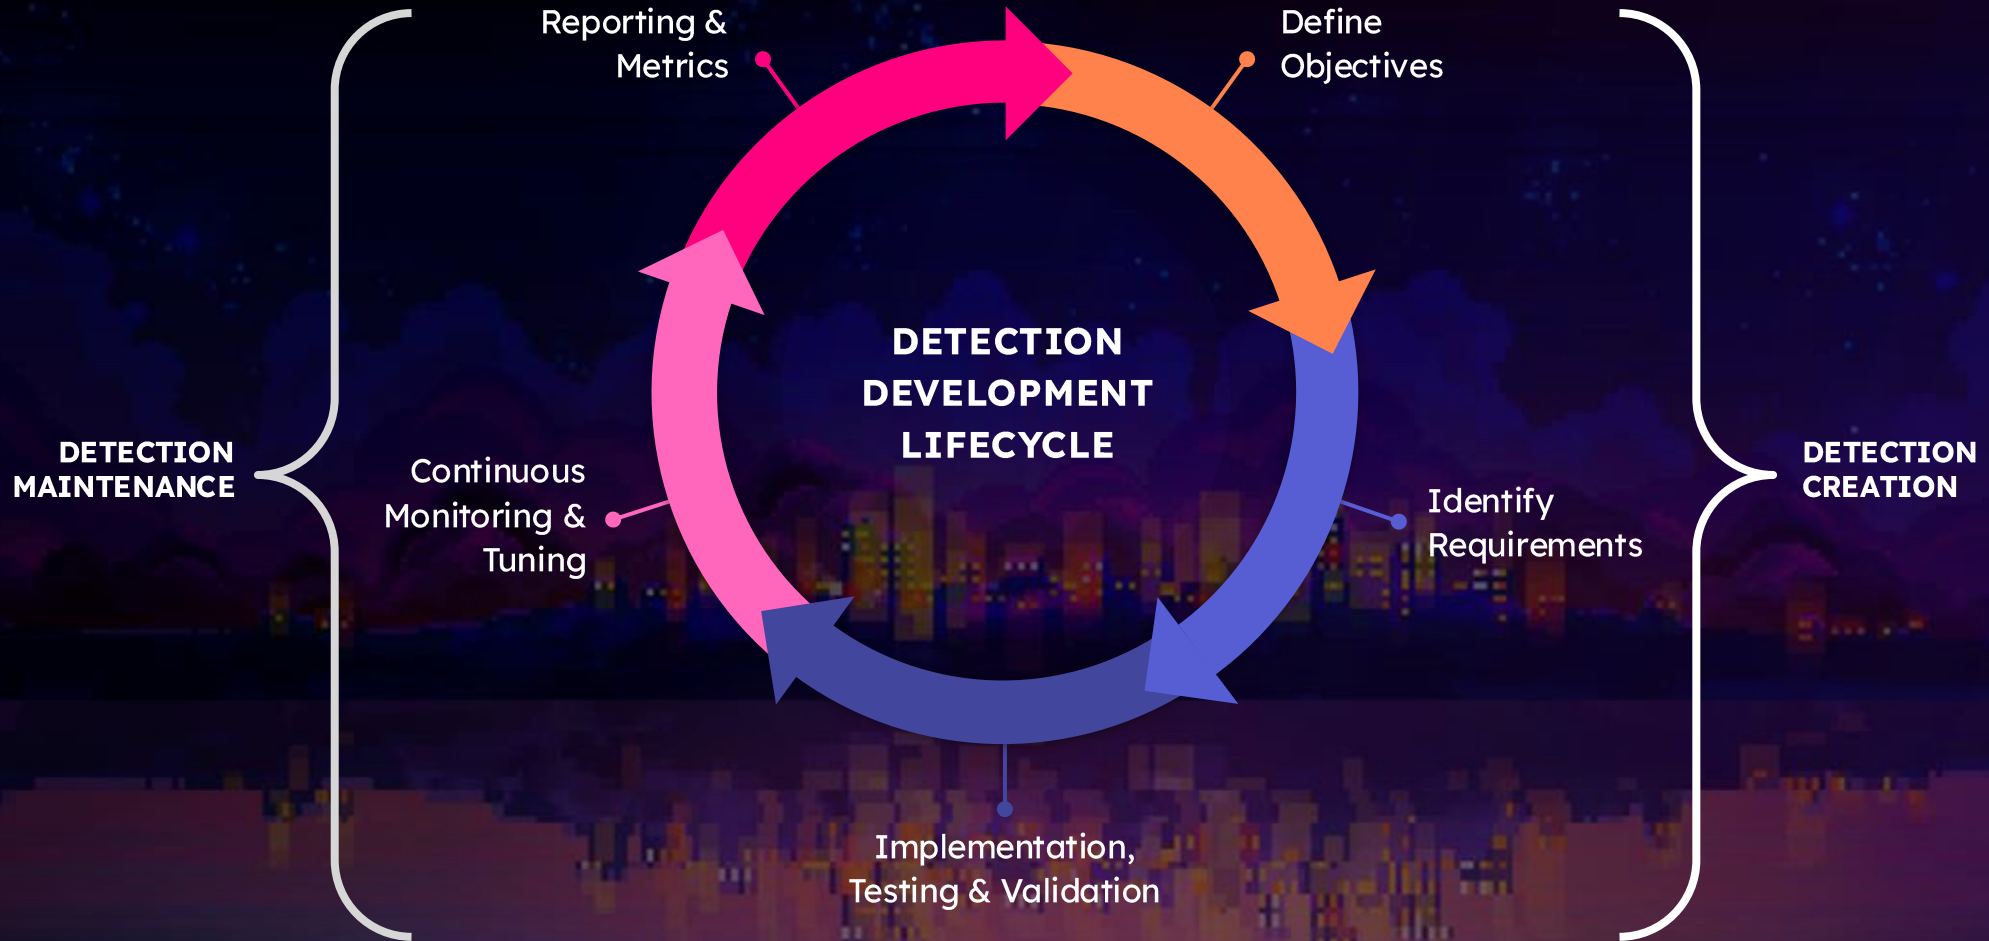 Reporting &
Metrics
Define
Objectives
DETECTION
DEVELOPMENT
LIFECYCLE
DETECTION
MAINTENANCE
Continuous
Monitoring &
Tuning
Identify
Requirements
DETECTION
CREATION
Implementation,
Testing & Validation